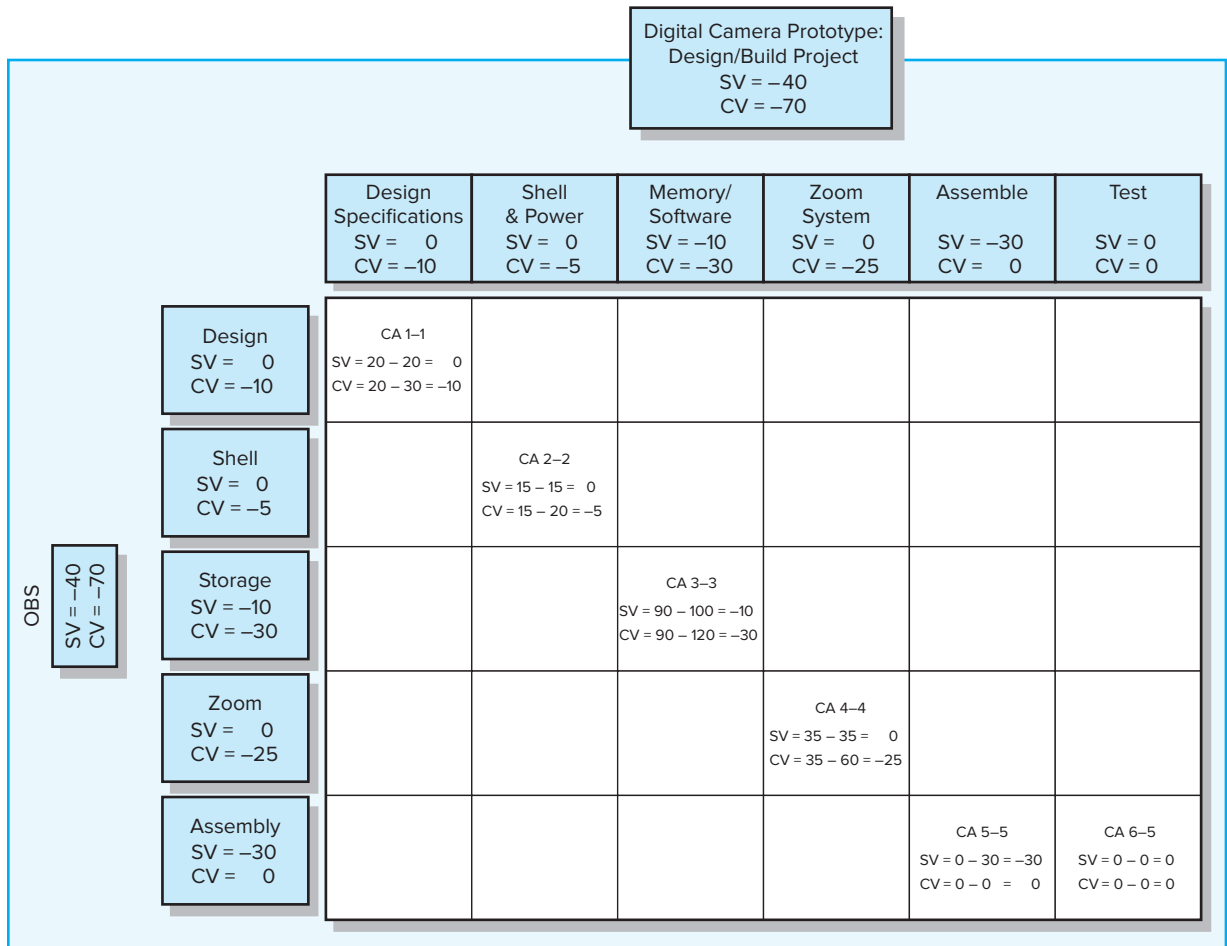 Digital Camera Prototype:
Design/Build Project
SV = –40
CV = –70
Design
Specifications
SV = 0
CV = –10
Shell
& Power
SV = 0
CV = –5
Memory/
Software
SV = –10
CV = –30
Zoom
System
SV = 0
CV = –25
Assemble
SV = –30
CV = 0
Test
SV = 0
CV = 0
OBS
SV = –40
CV = –70
Design
SV = 0
CV = –10
CA 1–1
SV = 20 – 20 = 0
CV = 20 – 30 = –10
Shell
SV = 0
CV = –5
CA 2–2
SV = 15 – 15 = 0
CV = 15 – 20 = –5
Storage
SV = –10
CV = –30
CA 3–3
SV = 90 – 100 = –10
CV = 90 – 120 = –30
Zoom
SV = 0
CV = –25
CA 4–4
SV = 35 – 35 = 0
CV = 35 – 60 = –25
Assembly
SV = –30
CV = 0
CA 5–5
SV = 0 – 30 = –30
CV = 0 – 0 = 0
CA 6–5
SV = 0 – 0 = 0
CV = 0 – 0 = 0